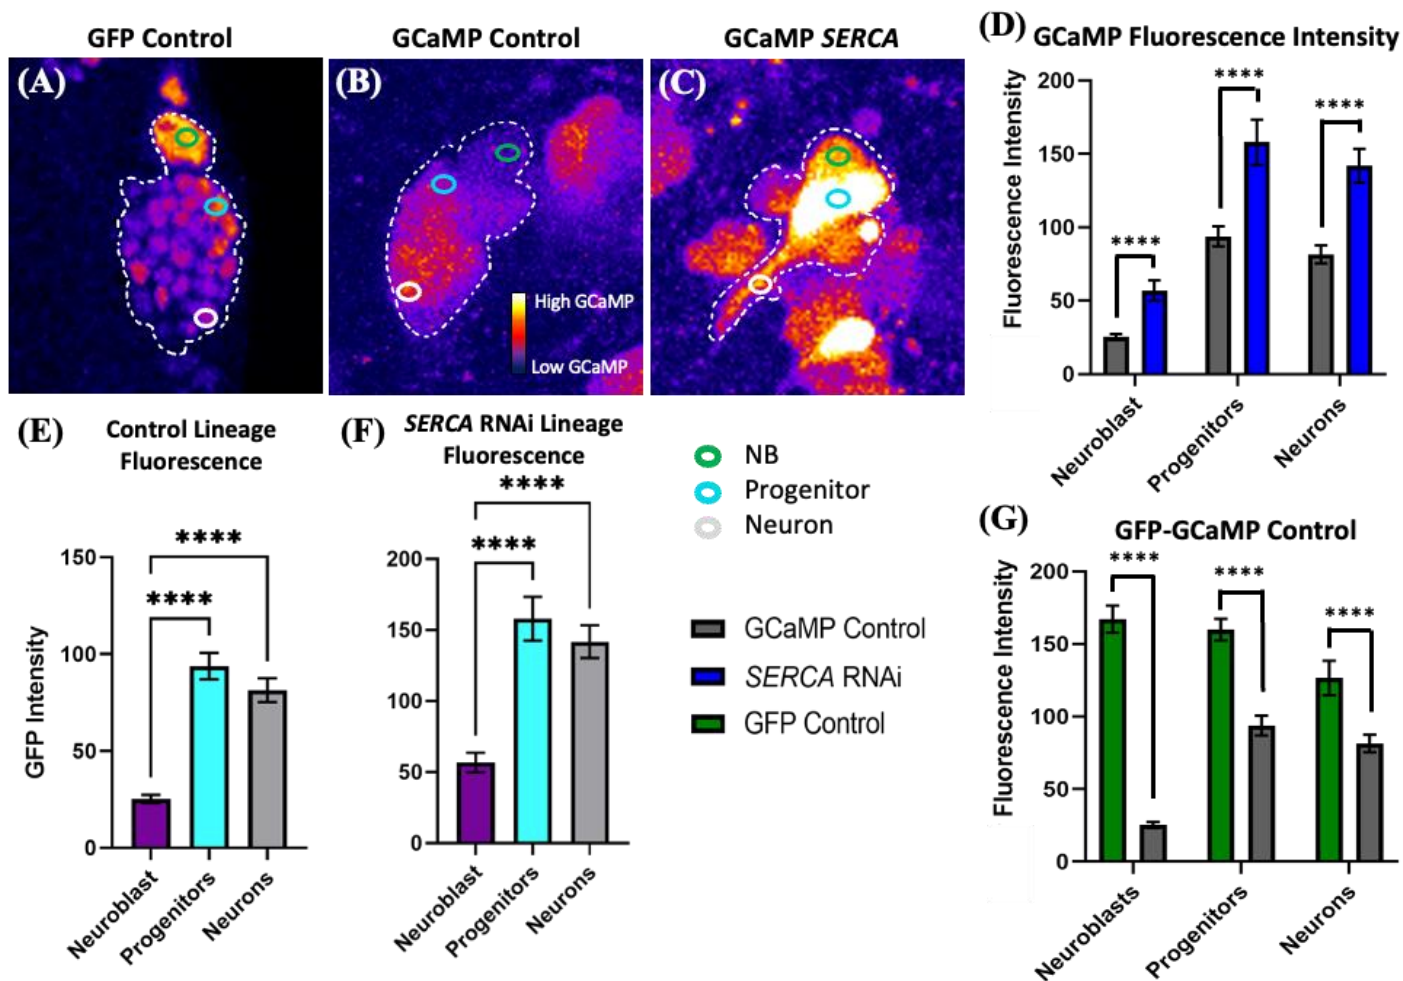 GFP Control
GCaMP Control
GCaMP SERCA
(A)
(B)
(C)
High GCaMP
Low GCaMP
(D)
GCaMP Fluorescence Intensity
Fluorescence Intensity
200
150
100
50
0
****
****
****
Neuroblast
Progenitors
Neurons
(E)
Control Lineage
Fluorescence
GFP Intensity
150
100
50
0
****
****
Neuroblast
Progenitors
Neurons
(F)
SERCA RNAi Lineage
Fluorescence
200
150
100
50
0
****
****
Neuroblast
Progenitors
Neurons
NB
Progenitor
Neuron
GCaMP Control
SERCA RNAi
GFP Control
(G)
GFP-GCaMP Control
Fluorescence Intensity
200
150
100
50
0
****
****
****
Neuroblasts
Progenitors
Neurons